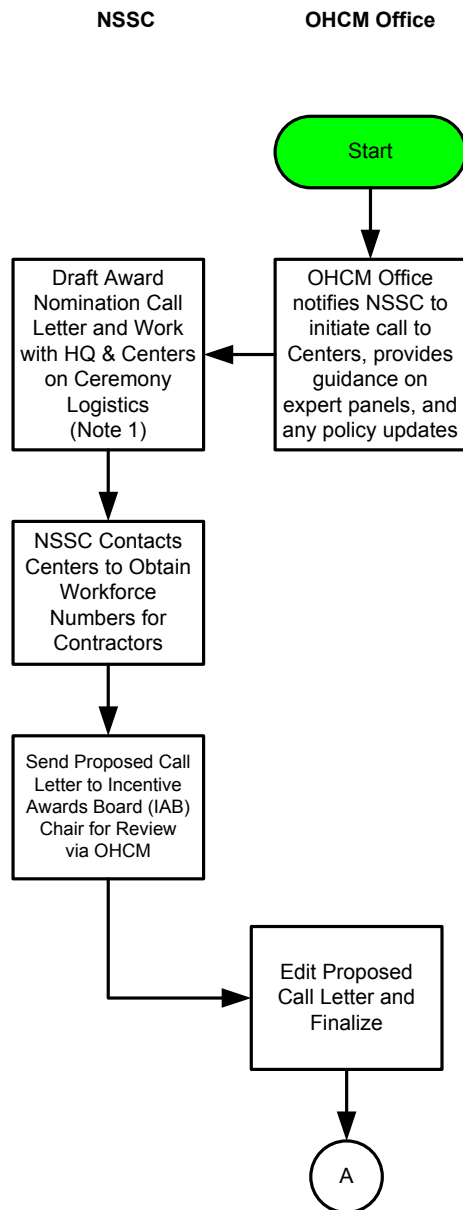 NSSC
OHCM Office
Start
OHCM Office
notifies NSSC to
initiate call to
Centers, provides
guidance on
expert panels, and
any policy updates
Draft Award
Nomination Call
Letter and Work
with HQ & Centers
on Ceremony
Logistics
(Note 1)
NSSC Contacts
Centers to Obtain
Workforce
Numbers for
Contractors
Send Proposed Call
Letter to Incentive
Awards Board (IAB)
Chair for Review
via OHCM
Edit Proposed
Call Letter and
Finalize
A